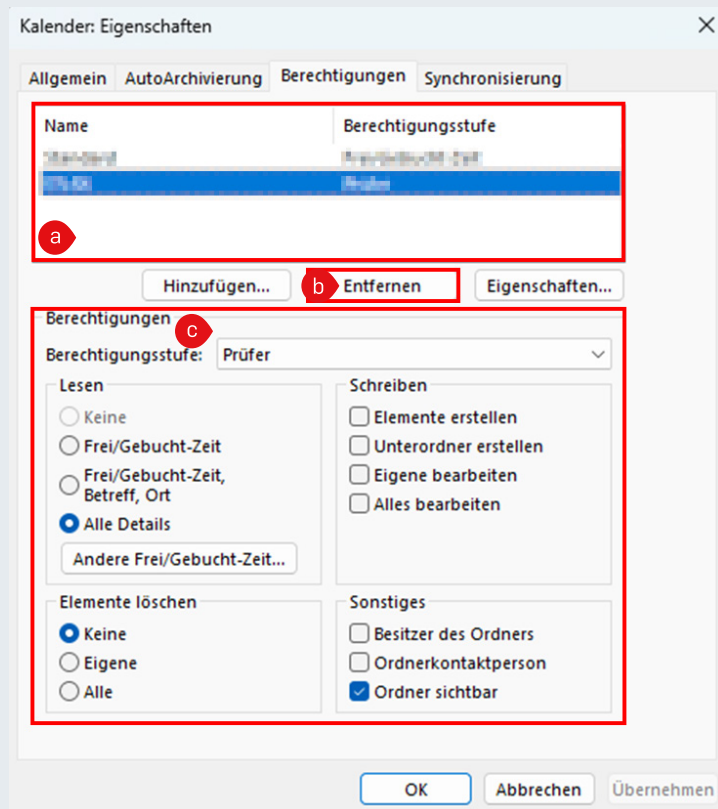 Kalender: Eigenschaften
Allgemein AutoArchivierung Berechtigungen Synchronisierung
Name Berechtigungsstufe
a
Hinzufügen... b Entfernen Eigenschaften...
Berechtigungen c
Berechtigungsstufe: Prüfer
Lesen Schreiben
Keine Elemente erstellen
Frei/Gebucht-Zeit Unterordner erstellen
Frei/Gebucht-Zeit, Eigene bearbeiten
Betreff, Ort Alles bearbeiten
Alle Details
Andere Frei/Gebucht-Zeit...
Elemente löschen Sonstiges
Keine Besitzer des Ordners
Eigene Ordnerkontaktperson
Alle Ordner sichtbar
OK Abbrechen Übernehmen